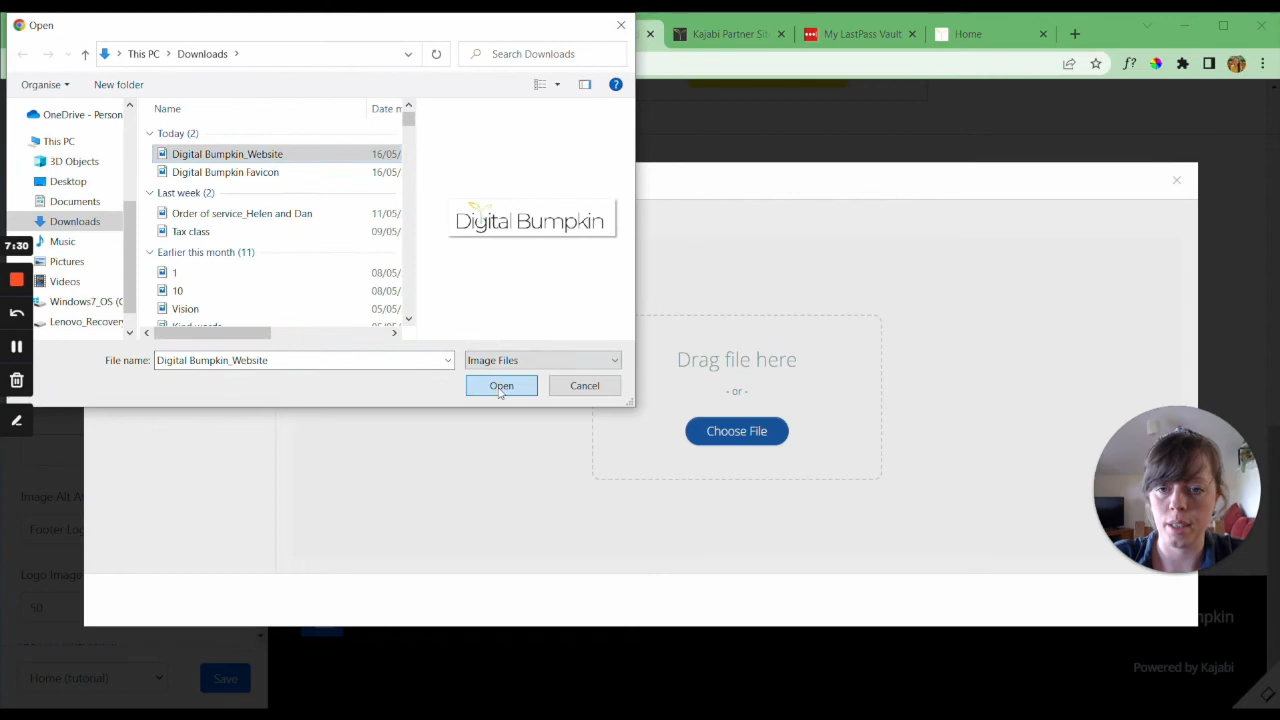 Open
Kajabi Partner Sit
My LastPass Vault
Home
This PC
Downloads
Search Downloads
Organise
New folder
OneDrive - Person
This PC
3D Objects
Desktop
Documents
Downloads
Music
Pictures
Videos
Windows7_OS (C
Lenovo_Recovery
Name
Date m
Today (2)
Digital Bumpkin_Website 16/05/
Digital Bumpkin Favicon 16/05/
Last week (2)
Order of service_Helen and Dan 11/05/
Tax class 09/05/
Earlier this month (11)
1 08/05/
10 08/05/
Vision 05/05/
Digital Bumpkin
File name: Digital Bumpkin_Website
Image Files
Open
Cancel
7:30
Drag file here
- or -
Choose File
Image Alt
Footer Log
Logo Image
50
Home (tutorial)
Save
Powered by Kajabi